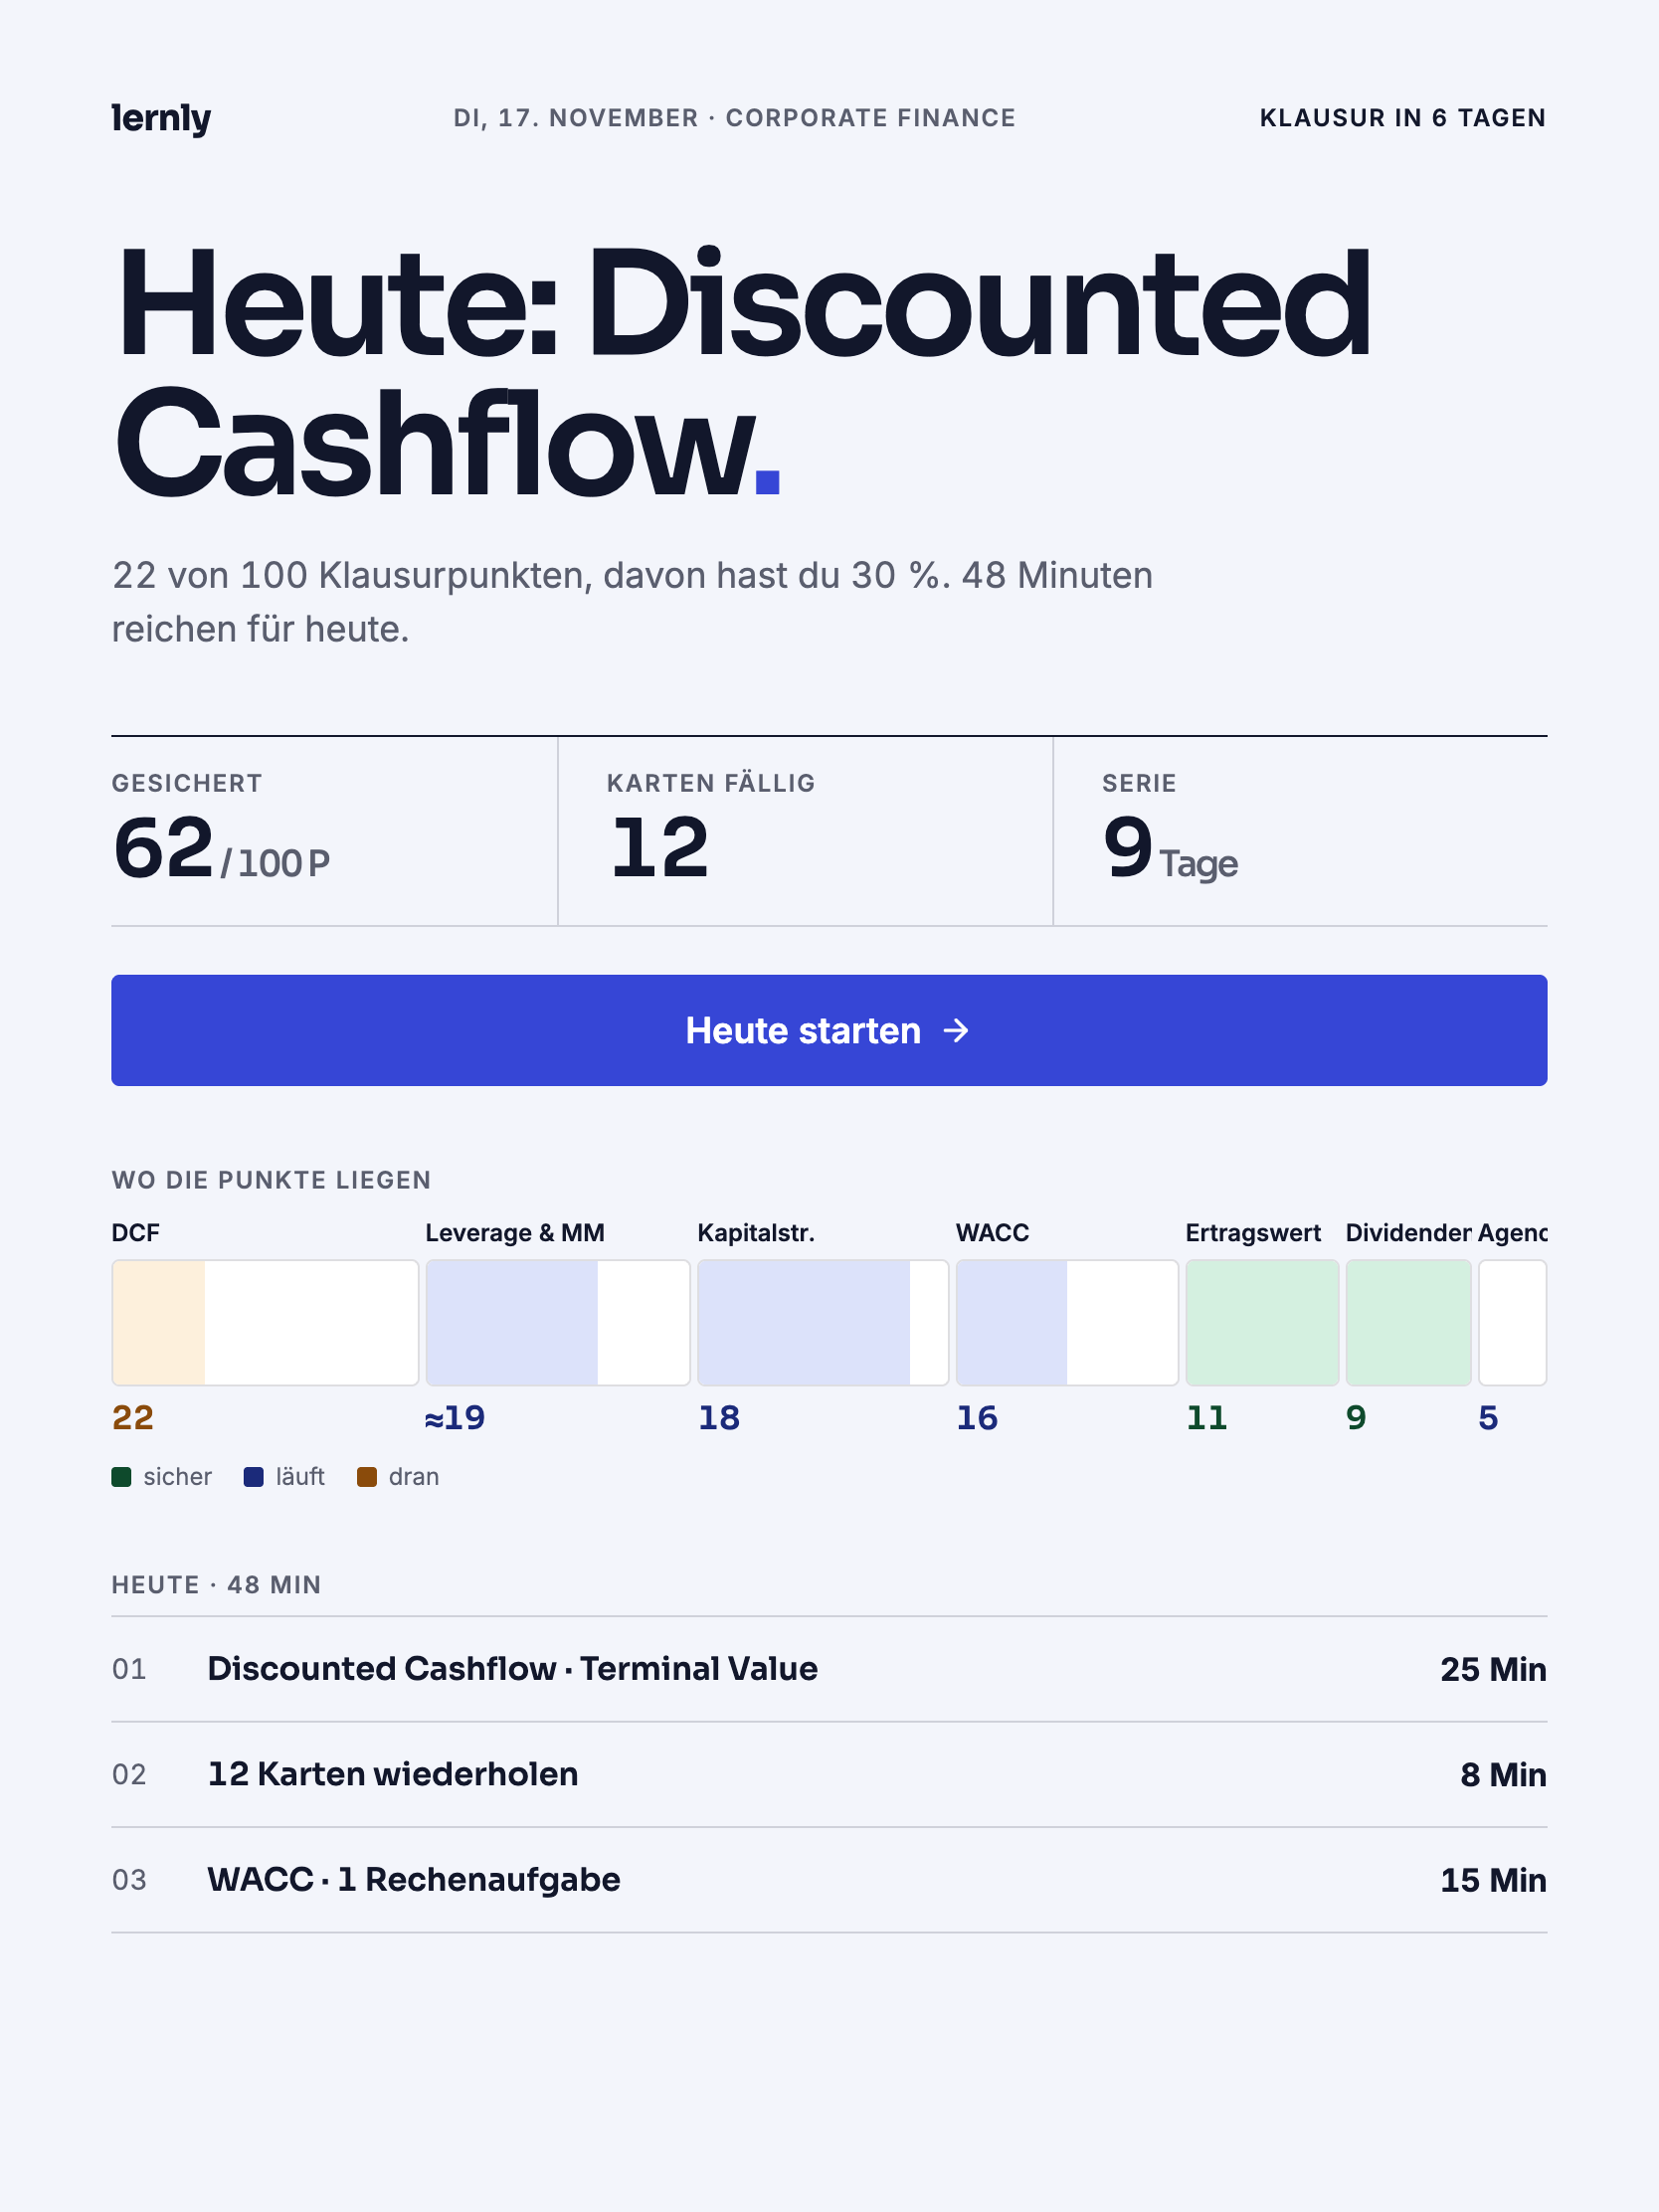 lernly
DI, 17. NOVEMBER · CORPORATE FINANCE
KLAUSUR IN 6 TAGEN
Heute: Discounted
Cashflow.
22 von 100 Klausurpunkten, davon hast du 30 %. 48 Minuten
reichen für heute.
GESICHERT
62 / 100 P
KARTEN FÄLLIG
12
SERIE
9 Tage
Heute starten →
WO DIE PUNKTE LIEGEN
DCF
Leverage & MM
Kapitalstr.
WACC
Ertragswert
Dividenden
Agenc
22
≈19
18
16
11
9
5
sicher
läuft
dran
HEUTE · 48 MIN
01 Discounted Cashflow · Terminal Value 25 Min
02 12 Karten wiederholen 8 Min
03 WACC · 1 Rechenaufgabe 15 Min